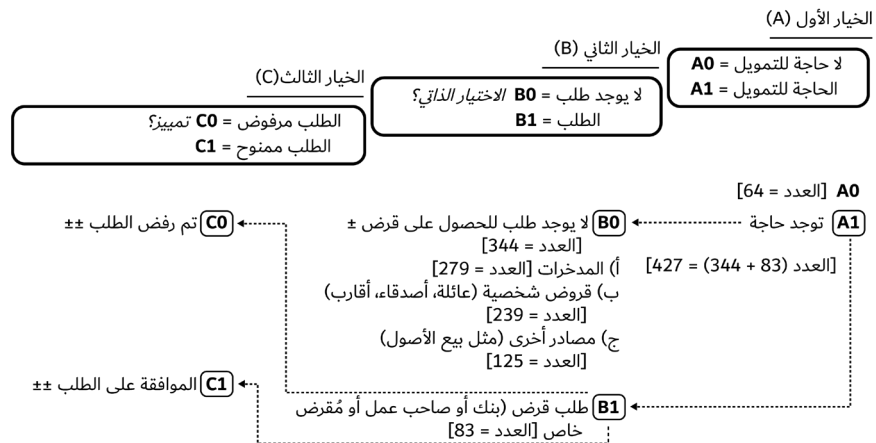 الخيار الأول (A)
لا حاجة للتمويل = A0
الحاجة للتمويل = A1
الخيار الثاني (B)
لا يوجد طلب = B0 الاختيار الذاتي؟
الطلب = B1
الخيار الثالث(C)
الطلب مرفوض = C0 تمييز؟
الطلب ممنوح = C1
A0 [العدد = 64]
A1 توجد حاجة
[العدد (83 + 344) = 427]
B0 لا يوجد طلب للحصول على قرض ±
[العدد = 344]
أ) المدخرات [العدد = 279]
ب) قروض شخصية (عائلة، أصدقاء، أقارب)
[العدد = 239]
ج) مصادر أخرى (مثل بيع الأصول)
[العدد = 125]
B1 طلب قرض (بنك أو صاحب عمل أو مُقرض
خاص [العدد = 83]
C0 تم رفض الطلب ±±
C1 الموافقة على الطلب ±±